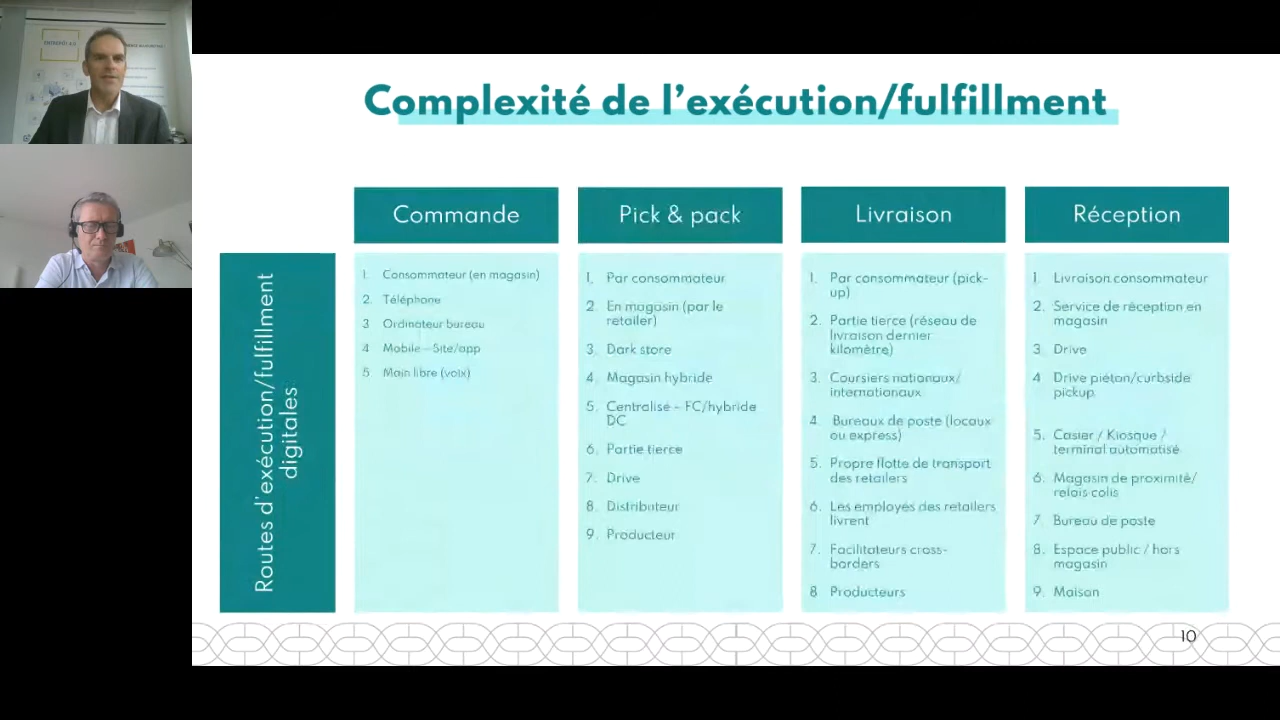 ENTREPÔT 4.0
Complexité de l'exécution/fulfillment
Routes d'exécution/fulfillment
digitales
Commande
1. Consommateur (en magasin)
2. Téléphone
3 Ordinateur bureau
4 Mobile - Site/app
5 Main libre (voix)
Pick & pack
1. Par consommateur
2. En magasin (par le
retailer)
3. Dark store
4. Magasin hybride
5. Centralisé - FC/hybride
DC
6. Partie tierce
7. Drive
8. Distributeur
9. Producteur
Livraison
1. Par consommateur (pick-
up)
2. Partie tierce (réseau de
livraison dernier
kilomètre)
3. Coursiers nationaux/
internationaux
4. Bureaux de poste (locaux
ou express)
5. Propre flotte de transport
des retailers
6. Les employés des retailers
livrent
7. Facilitateurs cross-
borders
8 Producteurs
Réception
1. Livraison consommateur
2. Service de réception en
magasin
3. Drive
4 Drive piéton/curbside
pickup
5. Casier / Kiosque /
terminal automatisé
6. Magasin de proximité/
relais colis
7. Bureau de poste
8. Espace public / hors
magasin
9. Maison
10